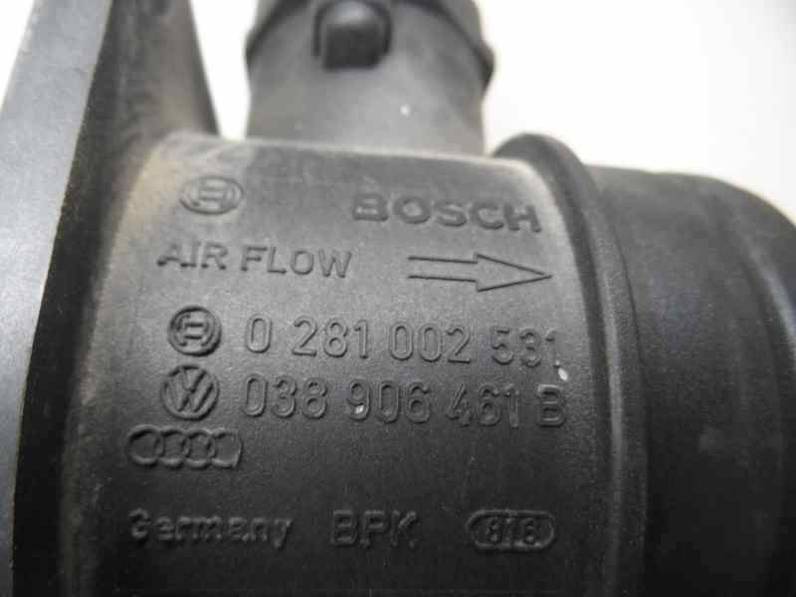 BOSCH
AIR FLOW
0 281 002 531
038 906 461 B
Germany BPK 816